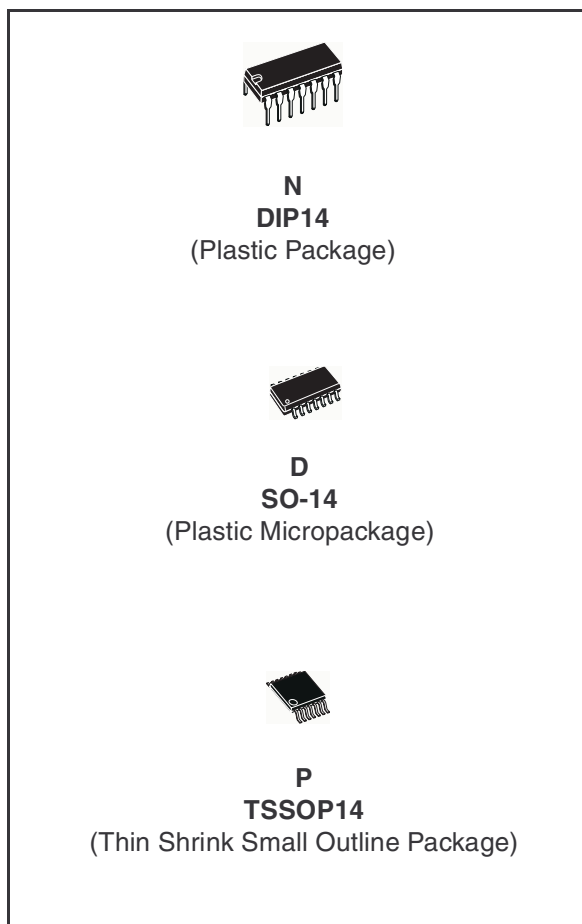 N
DIP14
(Plastic Package)
D
SO-14
(Plastic Micropackage)
P
TSSOP14
(Thin Shrink Small Outline Package)